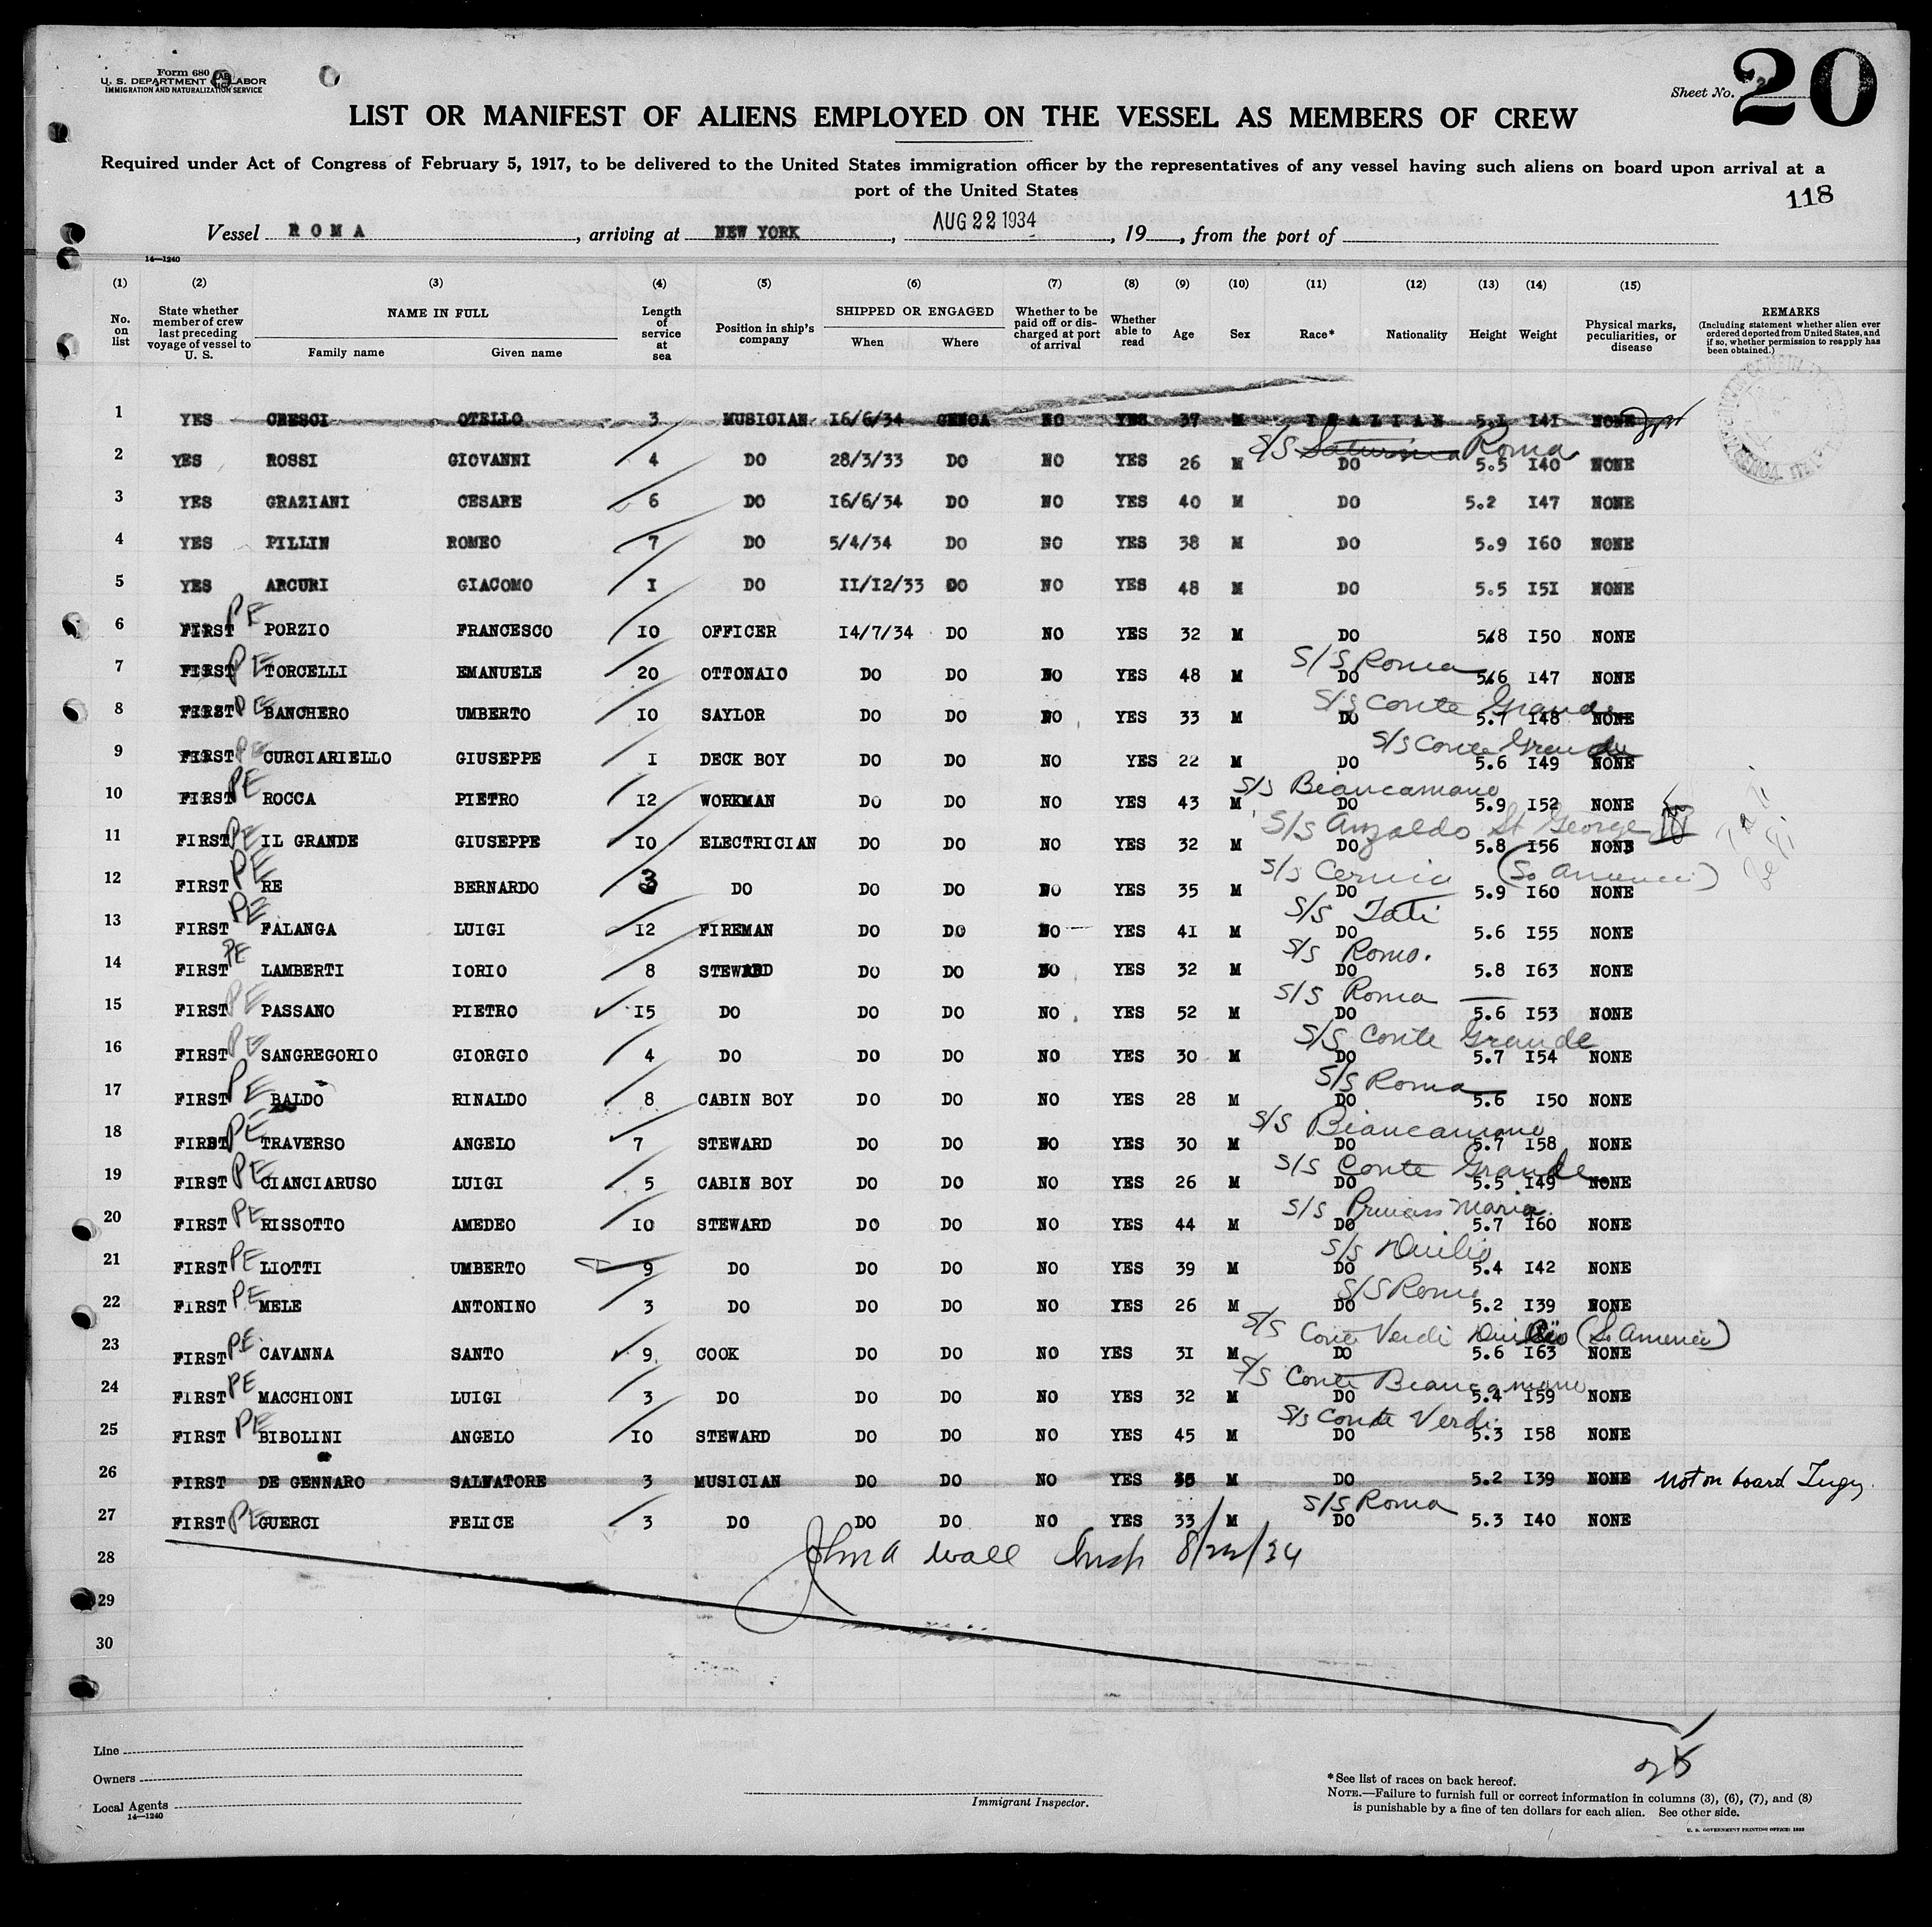 Form 680
U. S. DEPARTMENT OF LABOR
IMMIGRATION AND NATURALIZATION SERVICE
Sheet No. 20
LIST OR MANIFEST OF ALIENS EMPLOYED ON THE VESSEL AS MEMBERS OF CREW
Required under Act of Congress of February 5, 1917, to be delivered to the United States immigration officer by the representatives of any vessel having such aliens on board upon arrival at a
port of the United States
118
Vessel ROMA, arriving at NEW YORK, AUG 22 1934, 19, from the port of
14—1240
(1) (2) (3) (4) (5) (6) (7) (8) (9) (10) (11) (12) (13) (14) (15)
No. on list
State whether member of crew last preceding voyage of vessel to U. S.
NAME IN FULL
Family name Given name
Length of service at sea
Position in ship's company
SHIPPED OR ENGAGED
When Where
Whether to be paid off or discharged at port of arrival
Whether able to read
Age Sex Race* Nationality Height Weight
Physical marks, peculiarities, or disease
REMARKS
(Including statement whether alien ever ordered deported from United States, and if so, whether permission to reapply has been obtained.)
1 YES CRESCI OTELLO 3 MUSICIAN 16/6/34 GENOA NO YES 37 M ITALIAN 5.1 141 NONE
S/S Saturnia Roma
2 YES ROSSI GIOVANNI 4 DO 28/3/33 DO NO YES 26 M DO 5.5 140 NONE
3 YES GRAZIANI CESARE 6 DO 16/6/34 DO NO YES 40 M DO 5.2 147 NONE
4 YES PILLIN ROMEO 7 DO 5/4/34 DO NO YES 38 M DO 5.9 160 NONE
5 YES ARCURI GIACOMO 1 DO 11/12/33 DO NO YES 48 M DO 5.5 151 NONE
6 FIRST PE PORZIO FRANCESCO 10 OFFICER 14/7/34 DO NO YES 32 M DO 5.8 150 NONE
S/S Roma
7 FIRST PE TORCELLI EMANUELE 20 OTTONAIO DO DO NO YES 48 M DO 5.6 147 NONE
S/S Conte Grande
8 FIRST PE BANCHERO UMBERTO 10 SAYLOR DO DO NO YES 33 M DO 5.7 148 NONE
S/S Conte Grande
9 FIRST PE CURCIARIELLO GIUSEPPE 1 DECK BOY DO DO NO YES 22 M DO 5.6 149 NONE
S/S Biancamano
10 FIRST PE ROCCA PIETRO 12 WORKMAN DO DO NO YES 43 M DO 5.9 152 NONE
S/S Anzaldo St George
11 FIRST PE IL GRANDE GIUSEPPE 10 ELECTRICIAN DO DO NO YES 32 M DO 5.8 156 NONE
S/S (So America)
12 FIRST PE RE BERNARDO 3 DO DO DO NO YES 35 M DO 5.9 160 NONE
S/S
13 FIRST PE FALANGA LUIGI 12 FIREMAN DO DO NO YES 41 M DO 5.6 155 NONE
S/S Roma.
14 FIRST PE LAMBERTI IORIO 8 STEWARD DO DO NO YES 32 M DO 5.8 163 NONE
S/S Roma
15 FIRST PE PASSANO PIETRO 15 DO DO DO NO YES 52 M DO 5.6 153 NONE
S/S Conte Grande
16 FIRST PE SANGREGORIO GIORGIO 4 DO DO DO NO YES 30 M DO 5.7 154 NONE
S/S Roma
17 FIRST PE BALDO RINALDO 8 CABIN BOY DO DO NO YES 28 M DO 5.6 150 NONE
S/S Biancamano
18 FIRST PE TRAVERSO ANGELO 7 STEWARD DO DO NO YES 30 M DO 5.7 158 NONE
S/S Conte Grande
19 FIRST PE CIANCIARUSO LUIGI 5 CABIN BOY DO DO NO YES 26 M DO 5.5 149 NONE
S/S Princess Maria.
20 FIRST PE RISSOTTO AMEDEO 10 STEWARD DO DO NO YES 44 M DO 5.7 160 NONE
S/S Duilio
21 FIRST PE LIOTTI UMBERTO 9 DO DO DO NO YES 39 M DO 5.4 142 NONE
S/S Roma
22 FIRST PE MELE ANTONINO 3 DO DO DO NO YES 26 M DO 5.2 139 NONE
S/S Conte Verdi Duilio (So America)
23 FIRST PE CAVANNA SANTO 9 COOK DO DO NO YES 31 M DO 5.6 163 NONE
S/S Conte Biancamano
24 FIRST PE MACCHIONI LUIGI 3 DO DO DO NO YES 32 M DO 5.4 159 NONE
S/S Conte Verdi
25 FIRST PE BIBOLINI ANGELO 10 STEWARD DO DO NO YES 45 M DO 5.3 158 NONE
26 FIRST DE GENNARO SALVATORE 3 MUSICIAN DO DO NO YES M DO 5.2 139 NONE Not on board
S/S Roma
27 FIRST PE GUERCI FELICE 3 DO DO DO NO YES 33 M DO 5.3 140 NONE
28 John A Wall Insp 8/22/34
29
30
25
Line
Owners
Local Agents
14—1240
Immigrant Inspector.
*See list of races on back hereof.
NOTE.—Failure to furnish full or correct information in columns (3), (6), (7), and (8)
is punishable by a fine of ten dollars for each alien. See other side.
U. S. GOVERNMENT PRINTING OFFICE: 1933